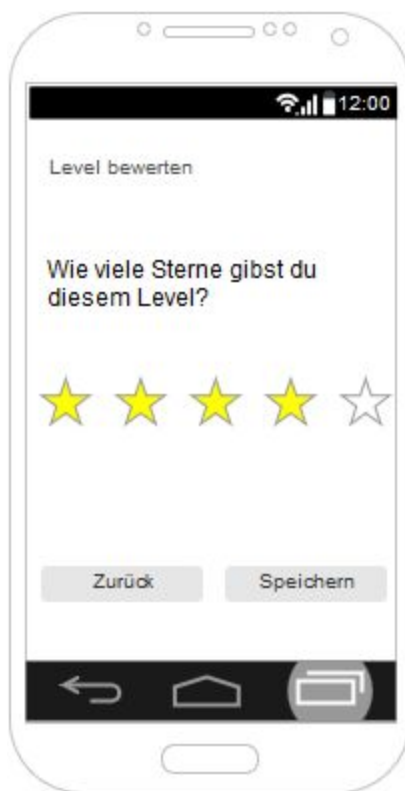 12:00
Level bewerten
Wie viele Sterne gibst du
diesem Level?
Zurück
Speichern